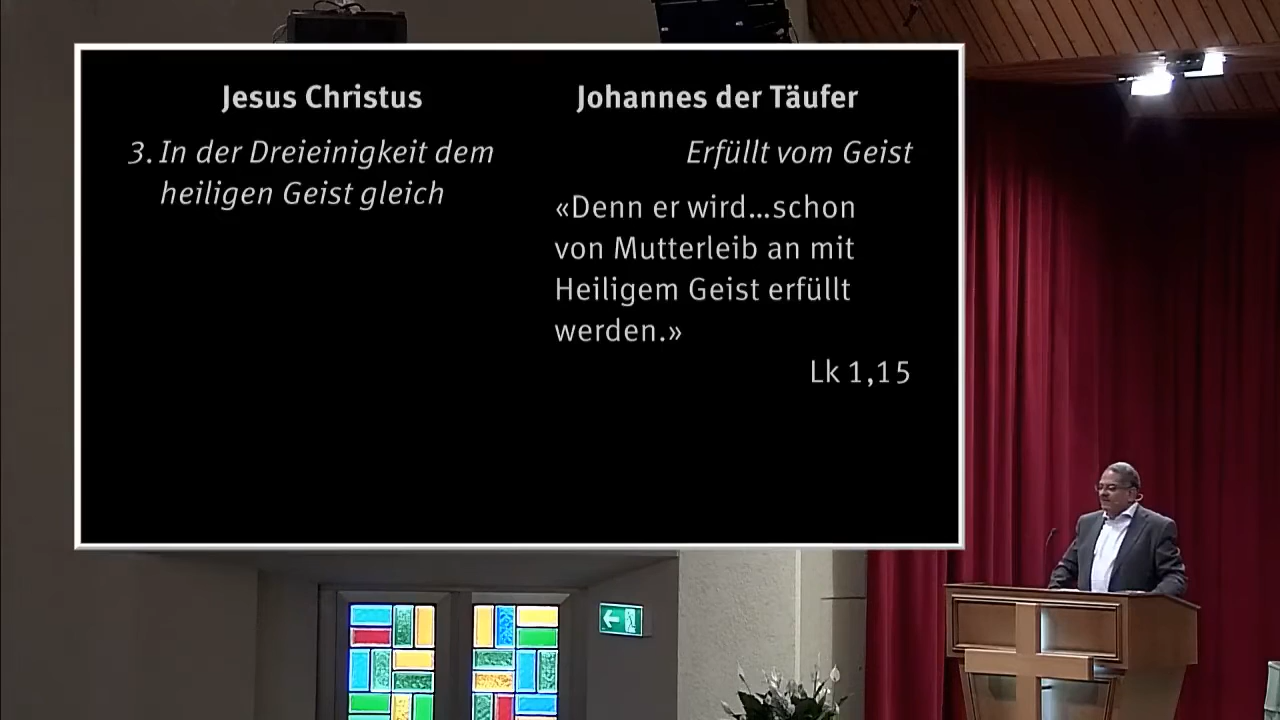 Jesus Christus
3. In der Dreieinigkeit dem
heiligen Geist gleich
Johannes der Täufer
Erfüllt vom Geist
«Denn er wird...schon
von Mutterleib an mit
Heiligem Geist erfüllt
werden.»
Lk 1,15